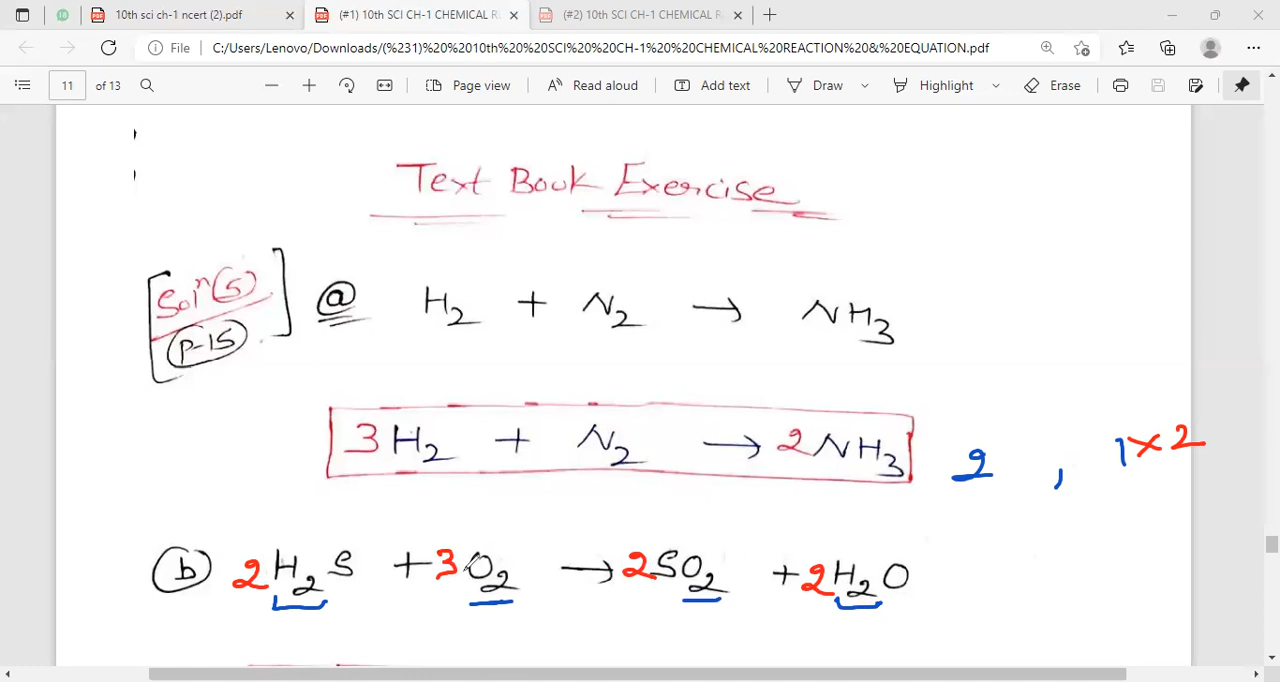 10th sci ch-1 ncert (2).pdf (#1) 10th SCI CH-1 CHEMICAL R (#2) 10th SCI CH-1 CHEMICAL R
File C:/Users/Lenovo/Downloads/(%231)%20%2010th%20%20SCI%20%20CH-1%20%20CHEMICAL%20REACTION%20&%20EQUATION.pdf
11 of 13 Page view Read aloud Add text Draw Highlight Erase
Text Book Exercise
Solⁿ(5) @ H2 + N2 → NH3
P-15
3H2 + N2 → 2NH3 2 , 1×2
(b) 2H2S + 3O2 → 2SO2 + 2H2O